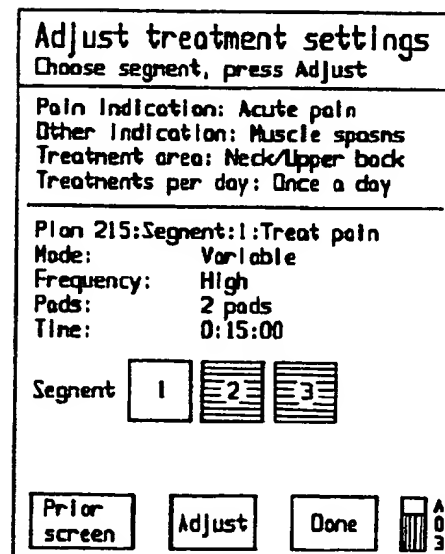 Adjust treatment settings
Choose segment, press Adjust
Pain Indication: Acute pain
Other Indication: Muscle spasms
Treatment area: Neck/Upper back
Treatments per day: Once a day
Plan 215:Segment:1:Treat pain
Mode: Variable
Frequency: High
Pads: 2 pads
Time: 0:15:00
Segment 1 2 3
Prior screen
Adjust
Done
A03